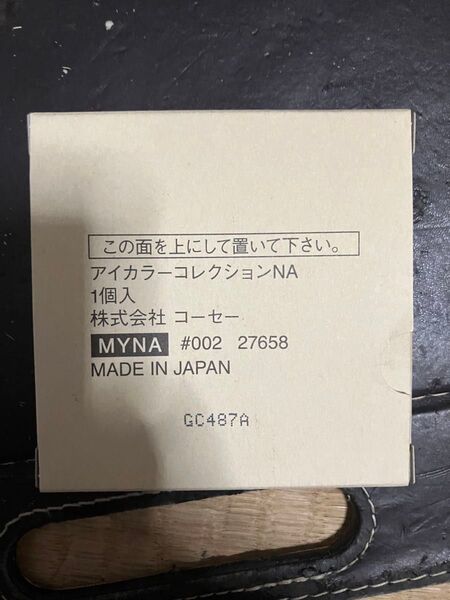 この面を上にして置いて下さい。
アイカラーコレクションNA
1個入
株式会社 コーセー
MYNA #002 27658
MADE IN JAPAN
GC487A